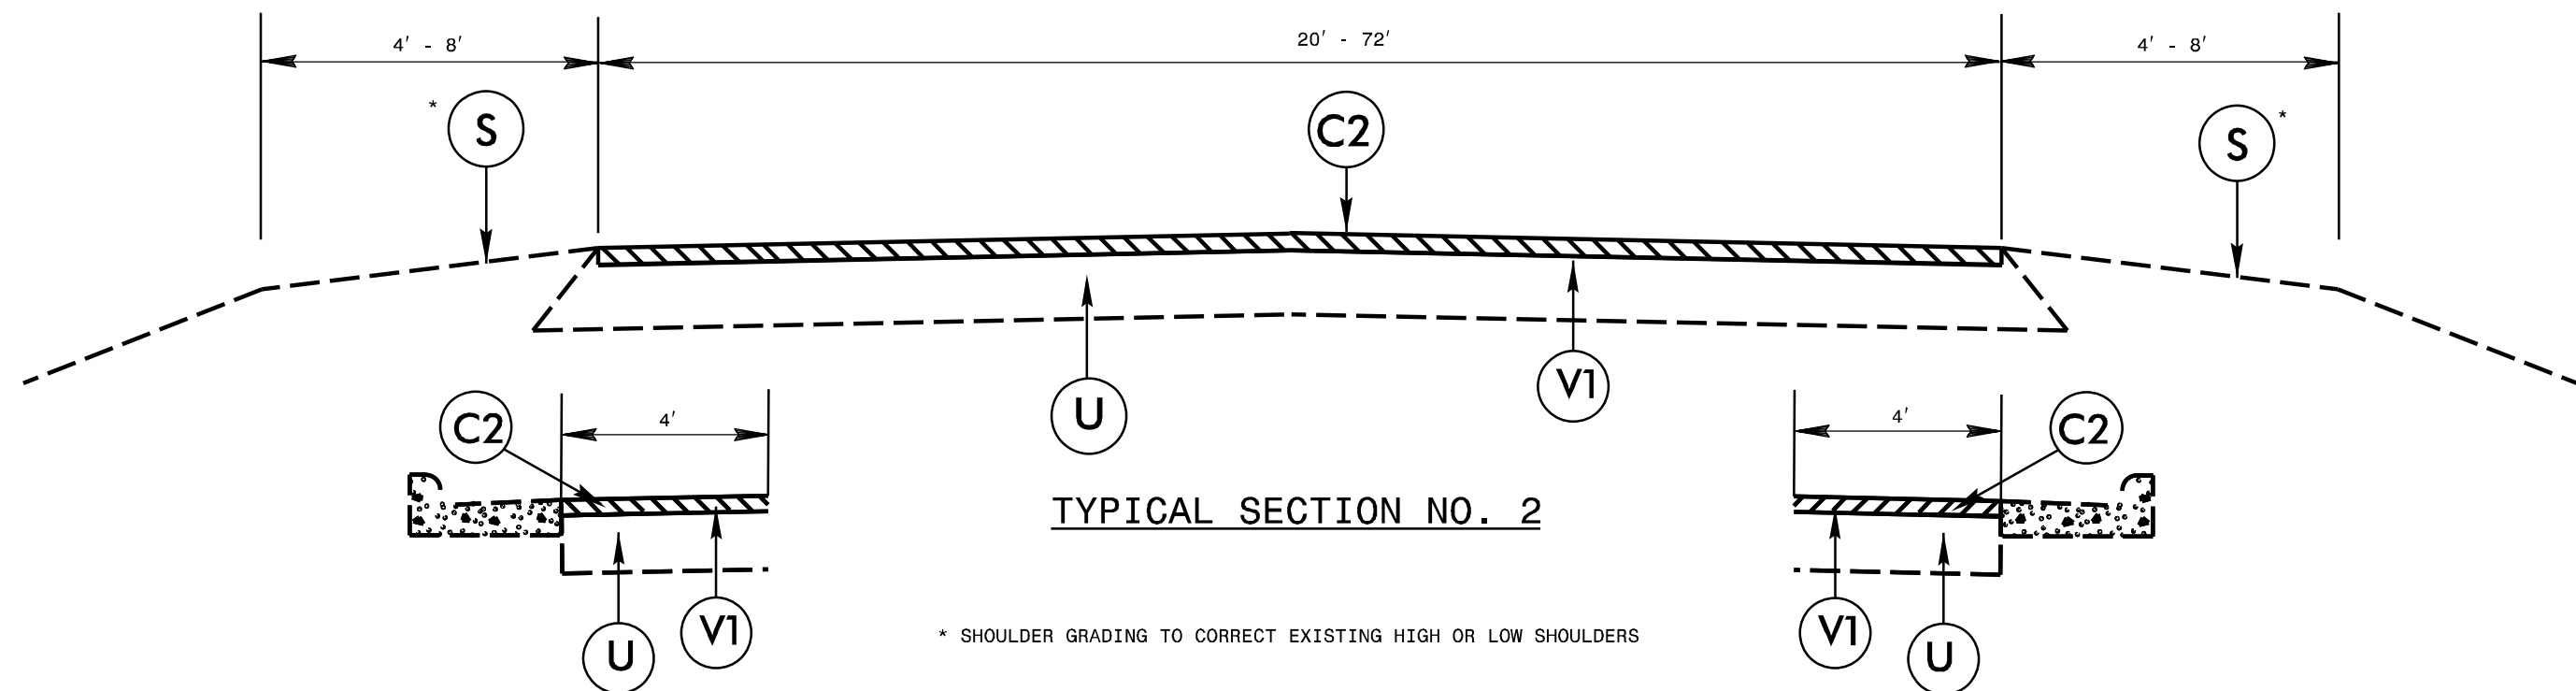 4' - 8'
20' - 72'
4' - 8'
* S
C2
S *
U
V1
C2
4'
4'
C2
TYPICAL SECTION NO. 2
U
V1
* SHOULDER GRADING TO CORRECT EXISTING HIGH OR LOW SHOULDERS
V1
U